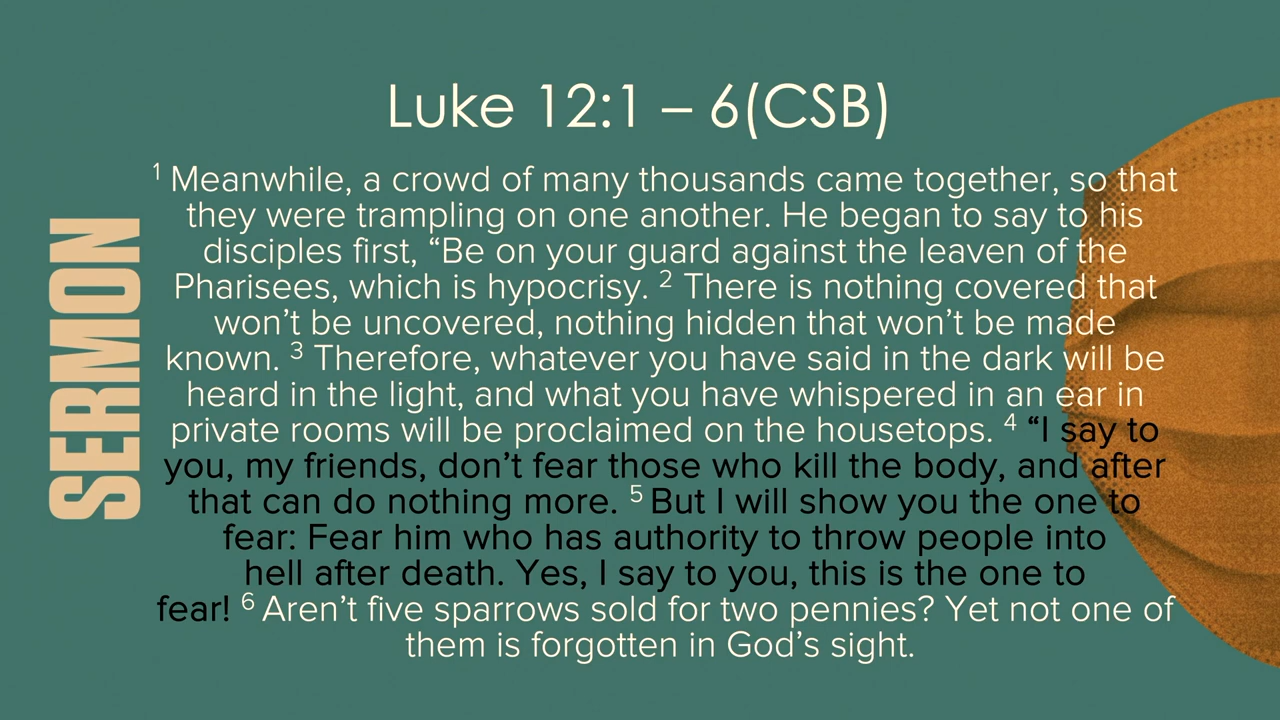 Luke 12:1 – 6(CSB)
SERMON
1 Meanwhile, a crowd of many thousands came together, so that
they were trampling on one another. He began to say to his
disciples first, “Be on your guard against the leaven of the
Pharisees, which is hypocrisy. 2 There is nothing covered that
won’t be uncovered, nothing hidden that won’t be made
known. 3 Therefore, whatever you have said in the dark will be
heard in the light, and what you have whispered in an ear in
private rooms will be proclaimed on the housetops. 4 “I say to
you, my friends, don’t fear those who kill the body, and after
that can do nothing more. 5 But I will show you the one to
fear: Fear him who has authority to throw people into
hell after death. Yes, I say to you, this is the one to
fear! 6 Aren’t five sparrows sold for two pennies? Yet not one of
them is forgotten in God’s sight.